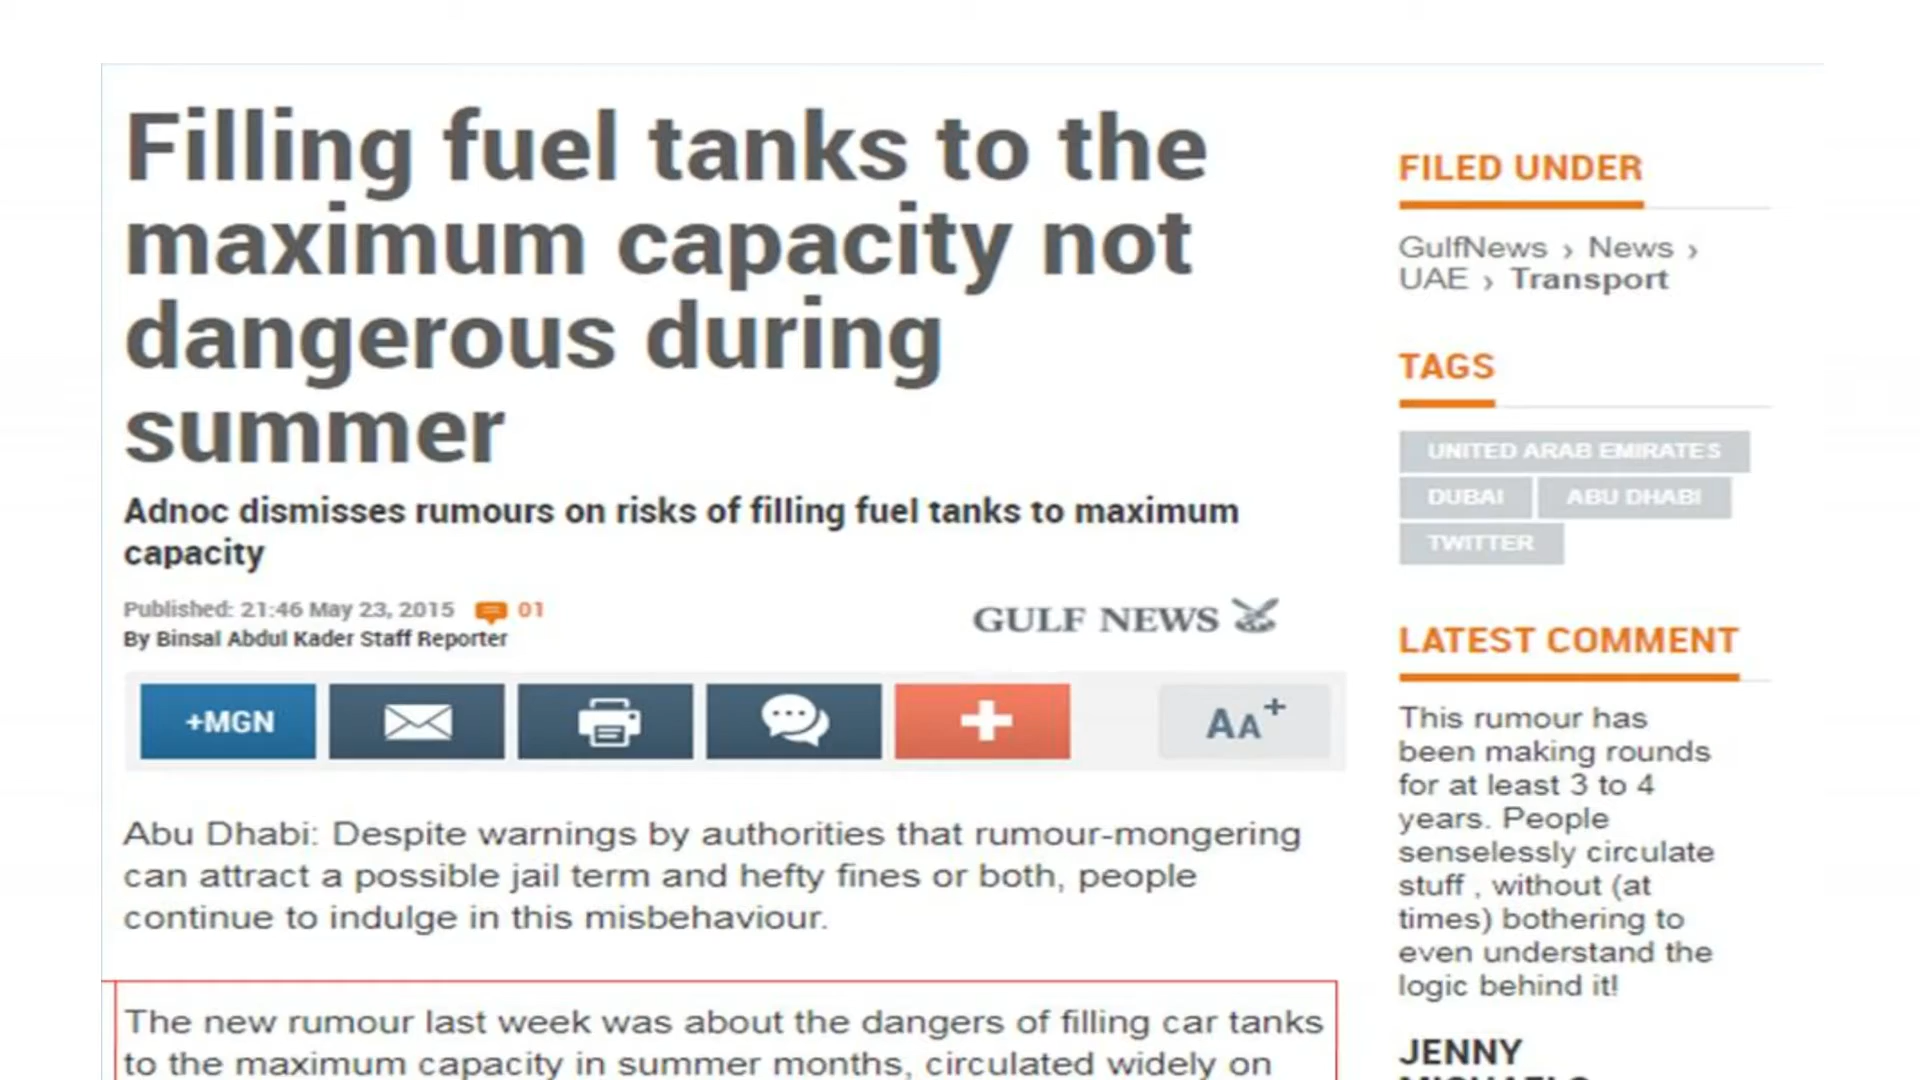 Filling fuel tanks to the
maximum capacity not
dangerous during
summer
Adnoc dismisses rumours on risks of filling fuel tanks to maximum
capacity
Published: 21:46 May 23, 2015 01
By Binsal Abdul Kader Staff Reporter
GULF NEWS
+MGN
AA+
Abu Dhabi: Despite warnings by authorities that rumour-mongering
can attract a possible jail term and hefty fines or both, people
continue to indulge in this misbehaviour.
The new rumour last week was about the dangers of filling car tanks
to the maximum capacity in summer months, circulated widely on
FILED UNDER
GulfNews › News ›
UAE › Transport
TAGS
UNITED ARAB EMIRATES
DUBAI ABU DHABI
TWITTER
LATEST COMMENT
This rumour has
been making rounds
for at least 3 to 4
years. People
senselessly circulate
stuff , without (at
times) bothering to
even understand the
logic behind it!
JENNY